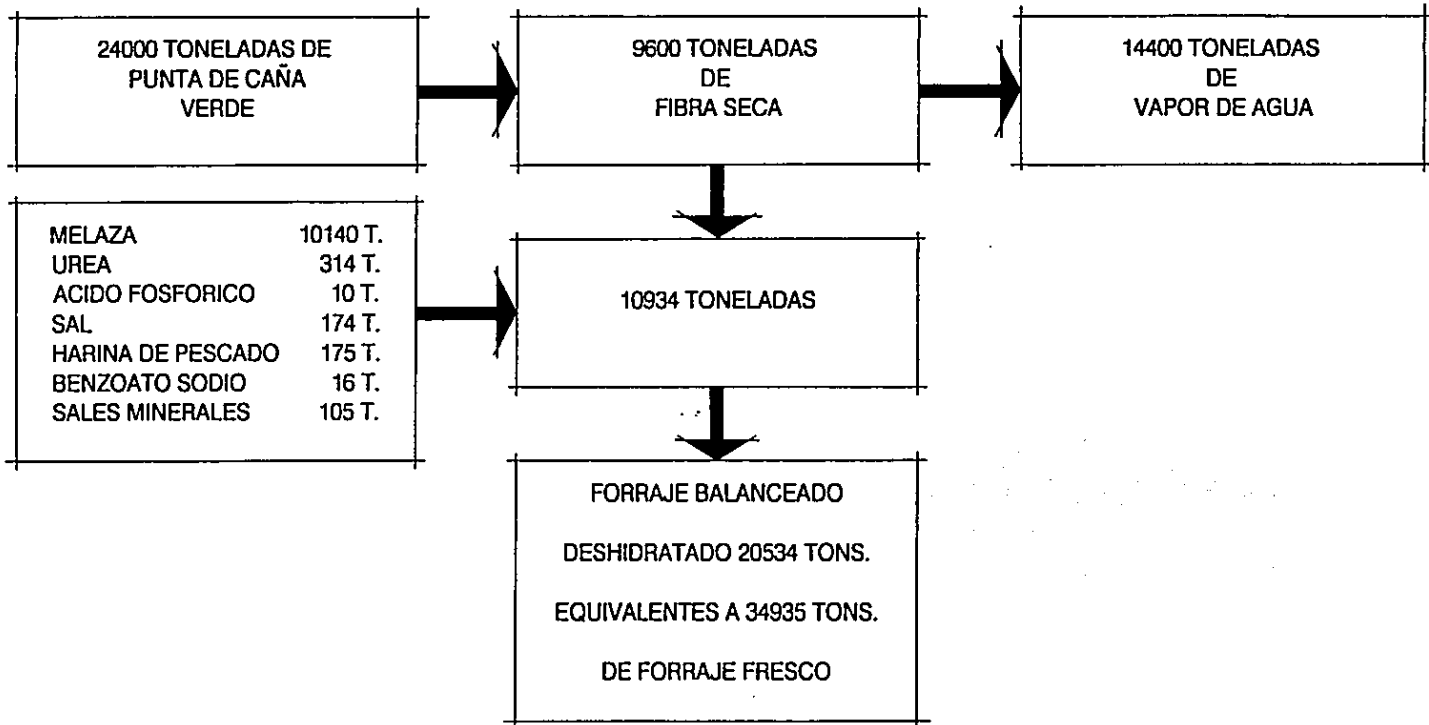 24000 TONELADAS DE
PUNTA DE CAÑA
VERDE
9600 TONELADAS
DE
FIBRA SECA
14400 TONELADAS
DE
VAPOR DE AGUA
MELAZA 10140 T.
UREA 314 T.
ACIDO FOSFORICO 10 T.
SAL 174 T.
HARINA DE PESCADO 175 T.
BENZOATO SODIO 16 T.
SALES MINERALES 105 T.
10934 TONELADAS
FORRAJE BALANCEADO
DESHIDRATADO 20534 TONS.
EQUIVALENTES A 34935 TONS.
DE FORRAJE FRESCO